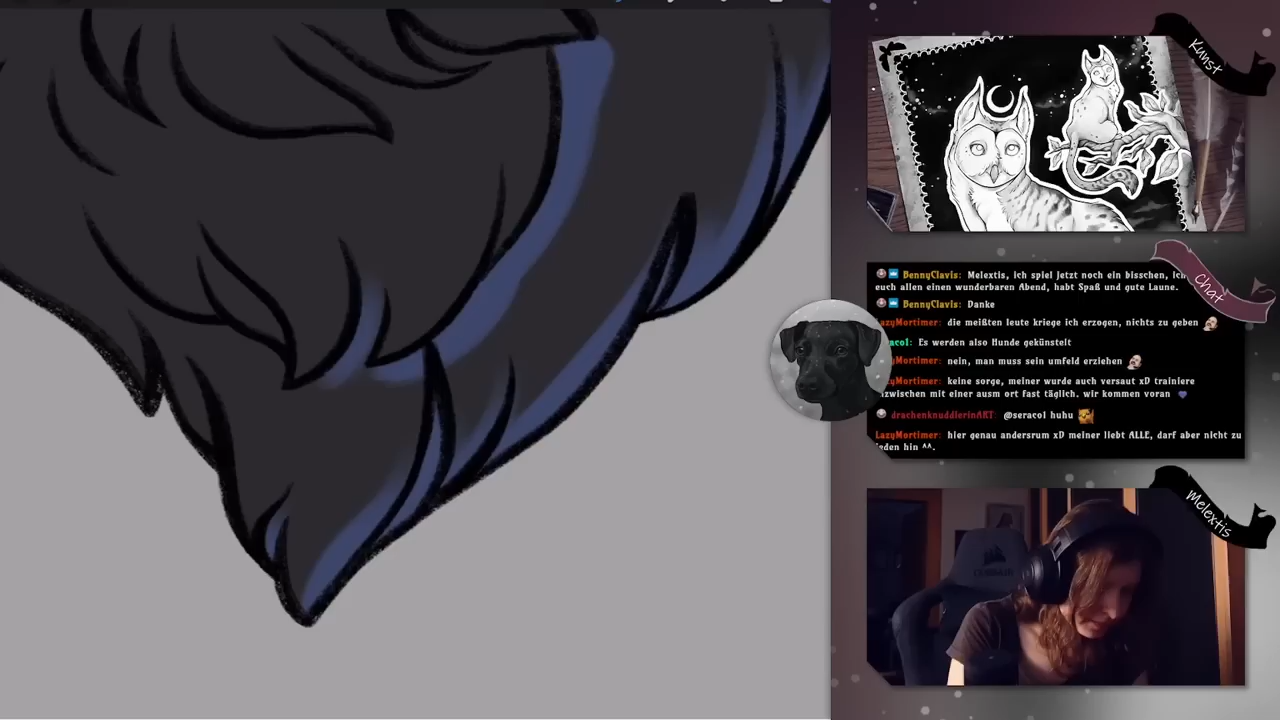 Kunst
Chat
BennyClavis: Melextis, ich spiel jetzt noch ein bisschen, ich
euch allen einen wunderbaren Abend, habt Spaß und gute Laune.
BennyClavis: Danke
LazyMortimer: die meißten leute kriege ich erzogen, nichts zu geben
Es werden also Hunde gekünstelt
nein, man muss sein umfeld erziehen
keine sorge, meiner wurde auch versaut xD trainiere
inzwischen mit einer ausm ort fast täglich. wir kommen voran
drachenknuddlerinART: @seracol huhu
LazyMortimer: hier genau andersrum xD meiner liebt ALLE, darf aber nicht zu
jeden hin ^^.
Melextis